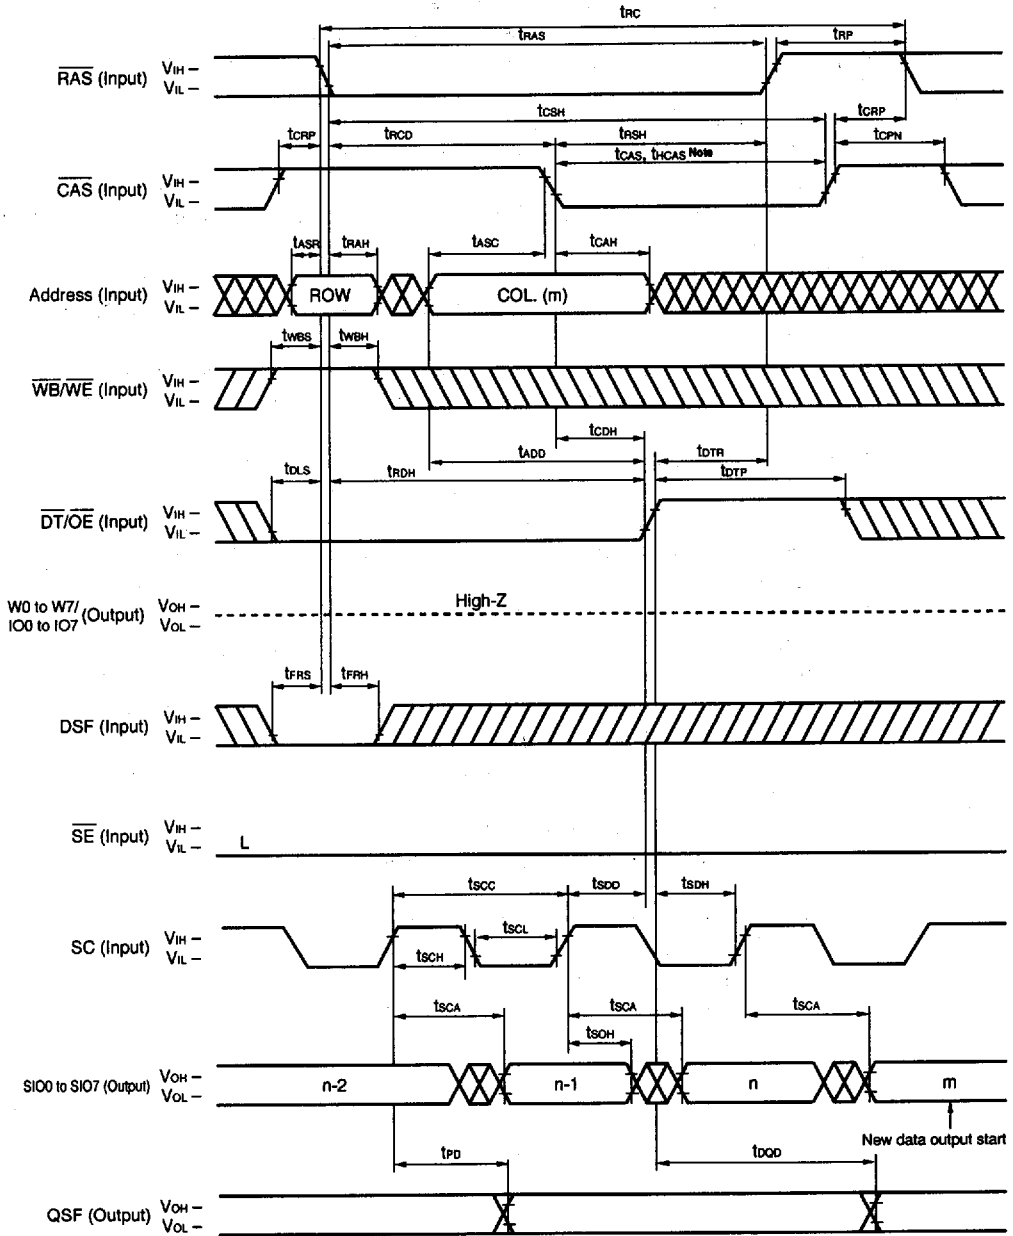 tRC
tRAS
tRP
RAS (Input) VIH –
VIL –
tCSH
tCRP
tCRP
tRCD
tRSH
tCPN
tCAS, tHCAS Note
CAS (Input) VIH –
VIL –
tASR
tRAH
tASC
tCAH
Address (Input) VIH –
VIL –
ROW
COL. (m)
tWBS
tWBH
WB/WE (Input) VIH –
VIL –
tCDH
tADD
tDTR
tDLS
tRDH
tDTP
DT/OE (Input) VIH –
VIL –
High-Z
W0 to W7/
IO0 to IO7 (Output) VOH –
VOL –
tFRS
tFRH
DSF (Input) VIH –
VIL –
SE (Input) VIH –
VIL –
L
tSCC
tSDD
tSDH
tSCL
SC (Input) VIH –
VIL –
tSCH
tSCA
tSCA
tSCA
tSOH
SIO0 to SIO7 (Output) VOH –
VOL –
n-2
n-1
n
m
New data output start
tPD
tDQD
QSF (Output) VOH –
VOL –